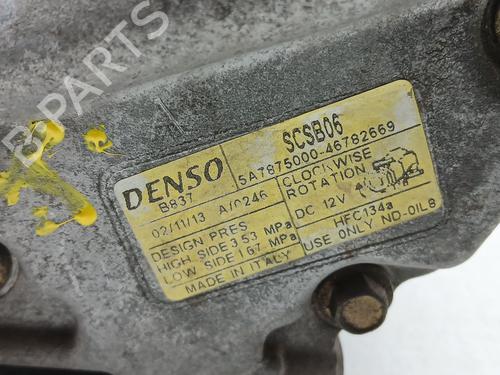 B-PARTS
A
DENSO
SCSB06
5A7875000-46782669
B837
02/11/13 A/0246
CLOCKWISE
ROTATION
DESIGN PRES
HIGH SIDE 3 53 MPa
LOW SIDE 1 67 MPa
DC 12V
HFC134a
USE ONLY ND-OIL8
MADE IN ITALY